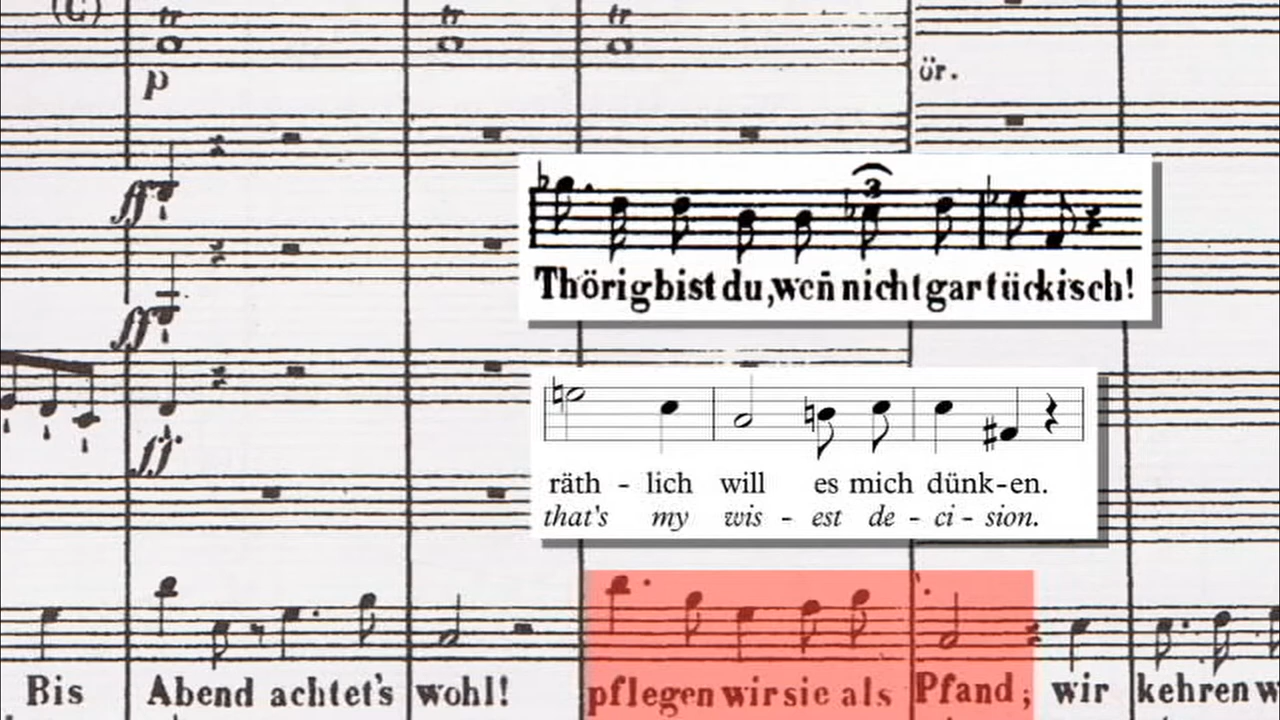 (C)
tr tr tr
p
ör.
ff
3
Thörig bist du, wen̄ nicht gar tückisch!
ff
räth - lich will es mich dünk-en.
that's my wis - est de - ci - sion.
ff
Bis Abend achtet's wohl! pflegen wir sie als Pfand; wir kehren w